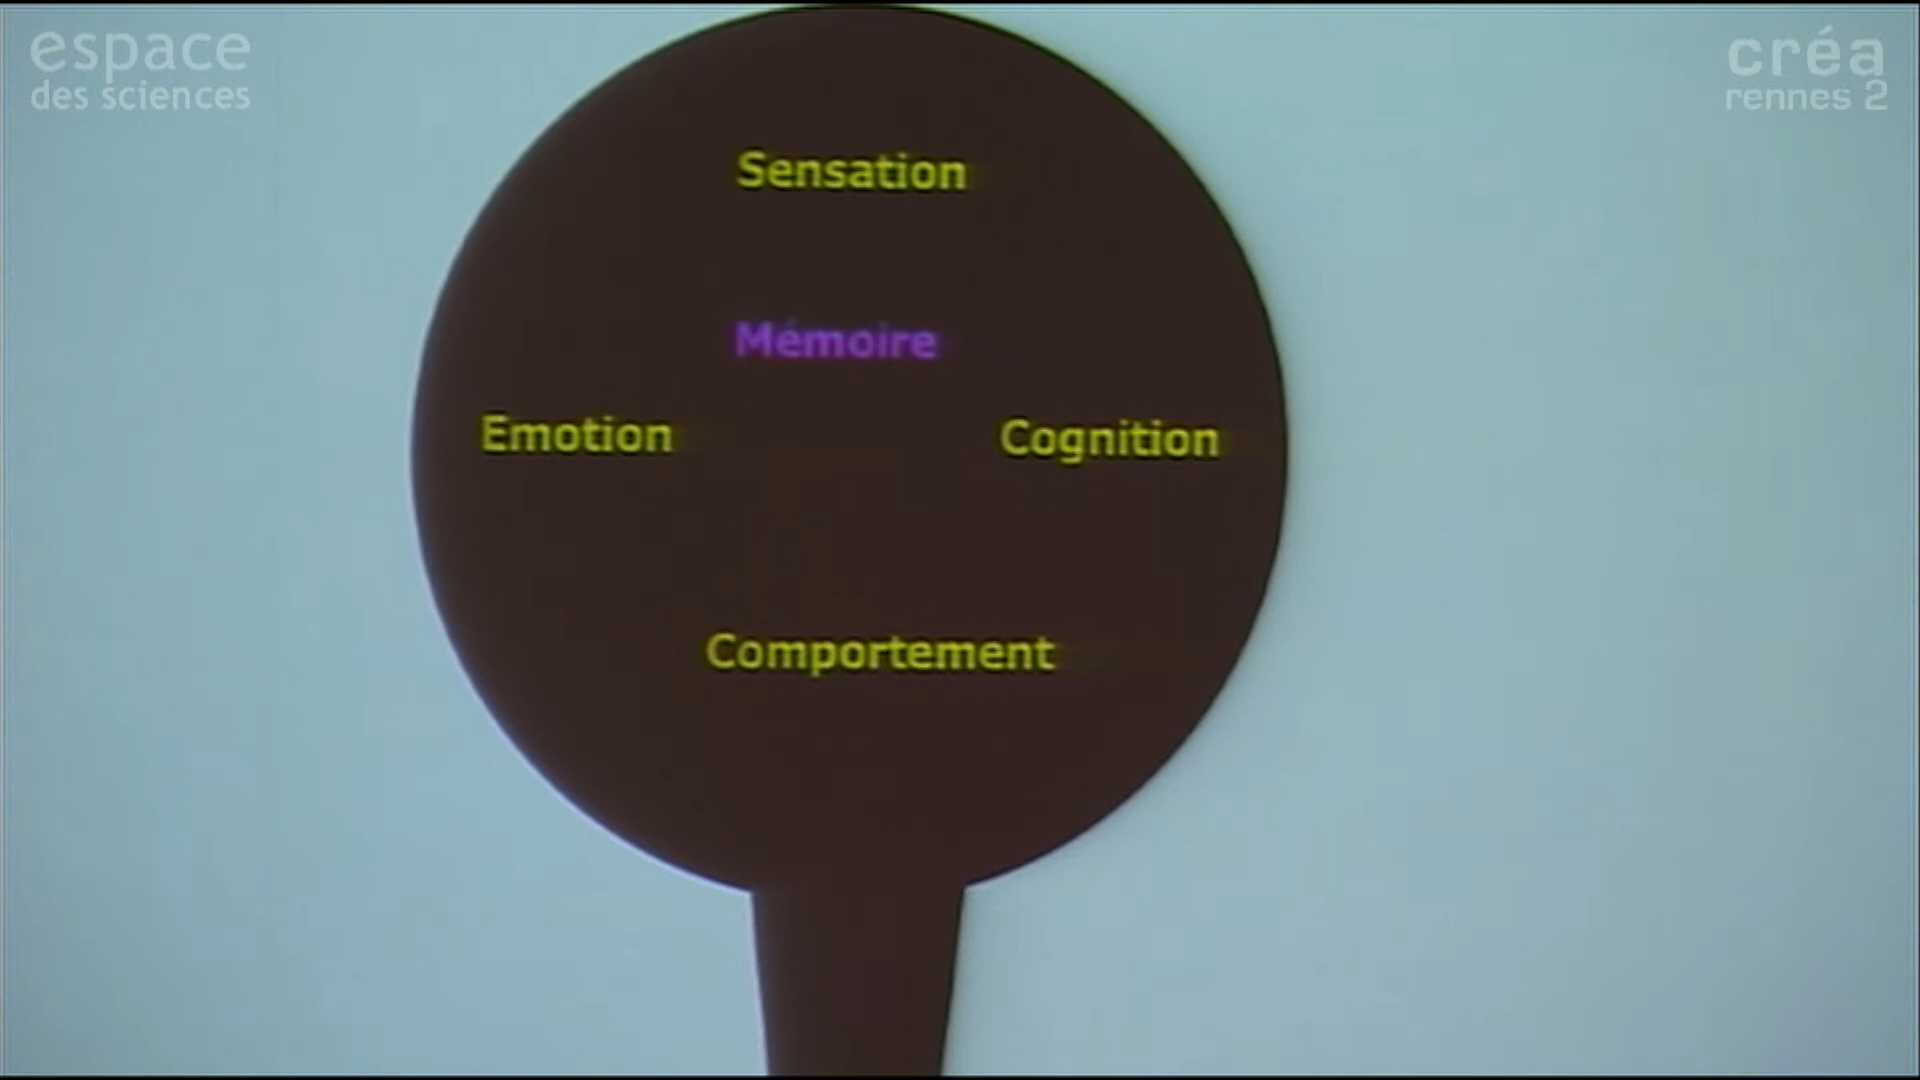 espace
des sciences
créa
rennes 2
Sensation
Mémoire
Emotion
Cognition
Comportement